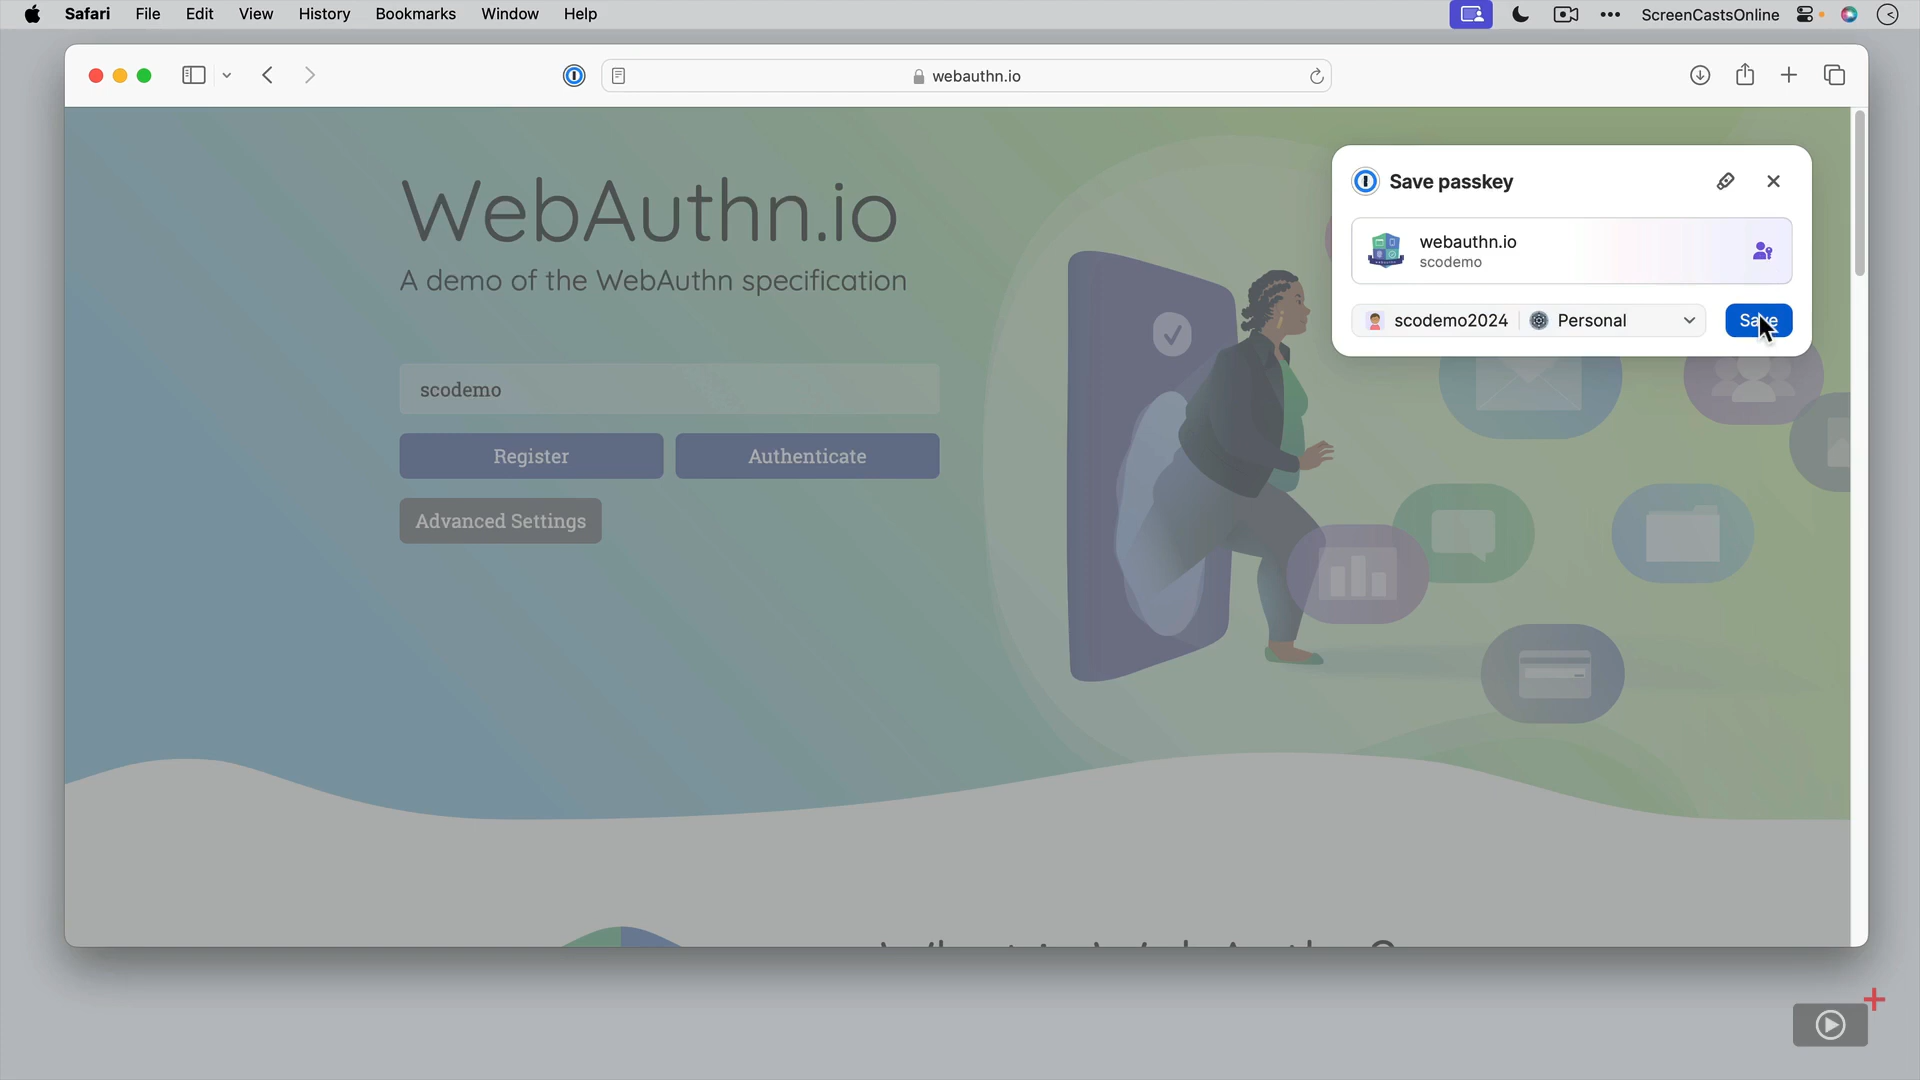 Safari File Edit View History Bookmarks Window Help ScreenCastsOnline
webauthn.io
WebAuthn.io
A demo of the WebAuthn specification
scodemo
Register Authenticate
Advanced Settings
Save passkey
webauthn.io
scodemo
scodemo2024 Personal
Save